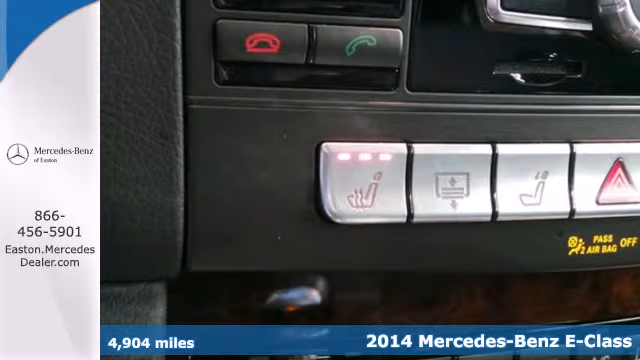 Mercedes-Benz
of Easton
866-
456-5901
Easton.Mercedes
Dealer.com
PASS
AIR BAG
OFF
4,904 miles
2014 Mercedes-Benz E-Class